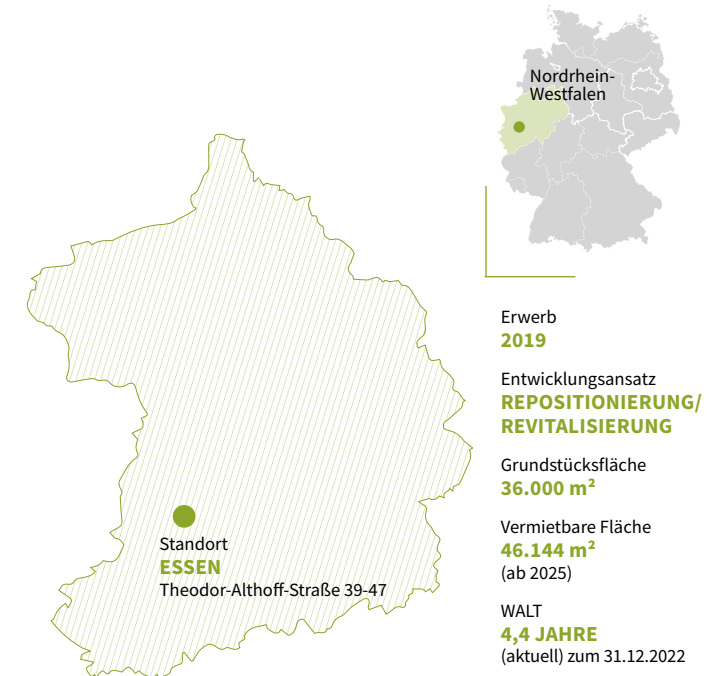 Nordrhein-
Westfalen
Standort
ESSEN
Theodor-Althoff-Straße 39-47
Erwerb
2019
Entwicklungsansatz
REPOSITIONIERUNG/
REVITALISIERUNG
Grundstücksfläche
36.000 m²
Vermietbare Fläche
46.144 m²
(ab 2025)
WALT
4,4 JAHRE
(aktuell) zum 31.12.2022